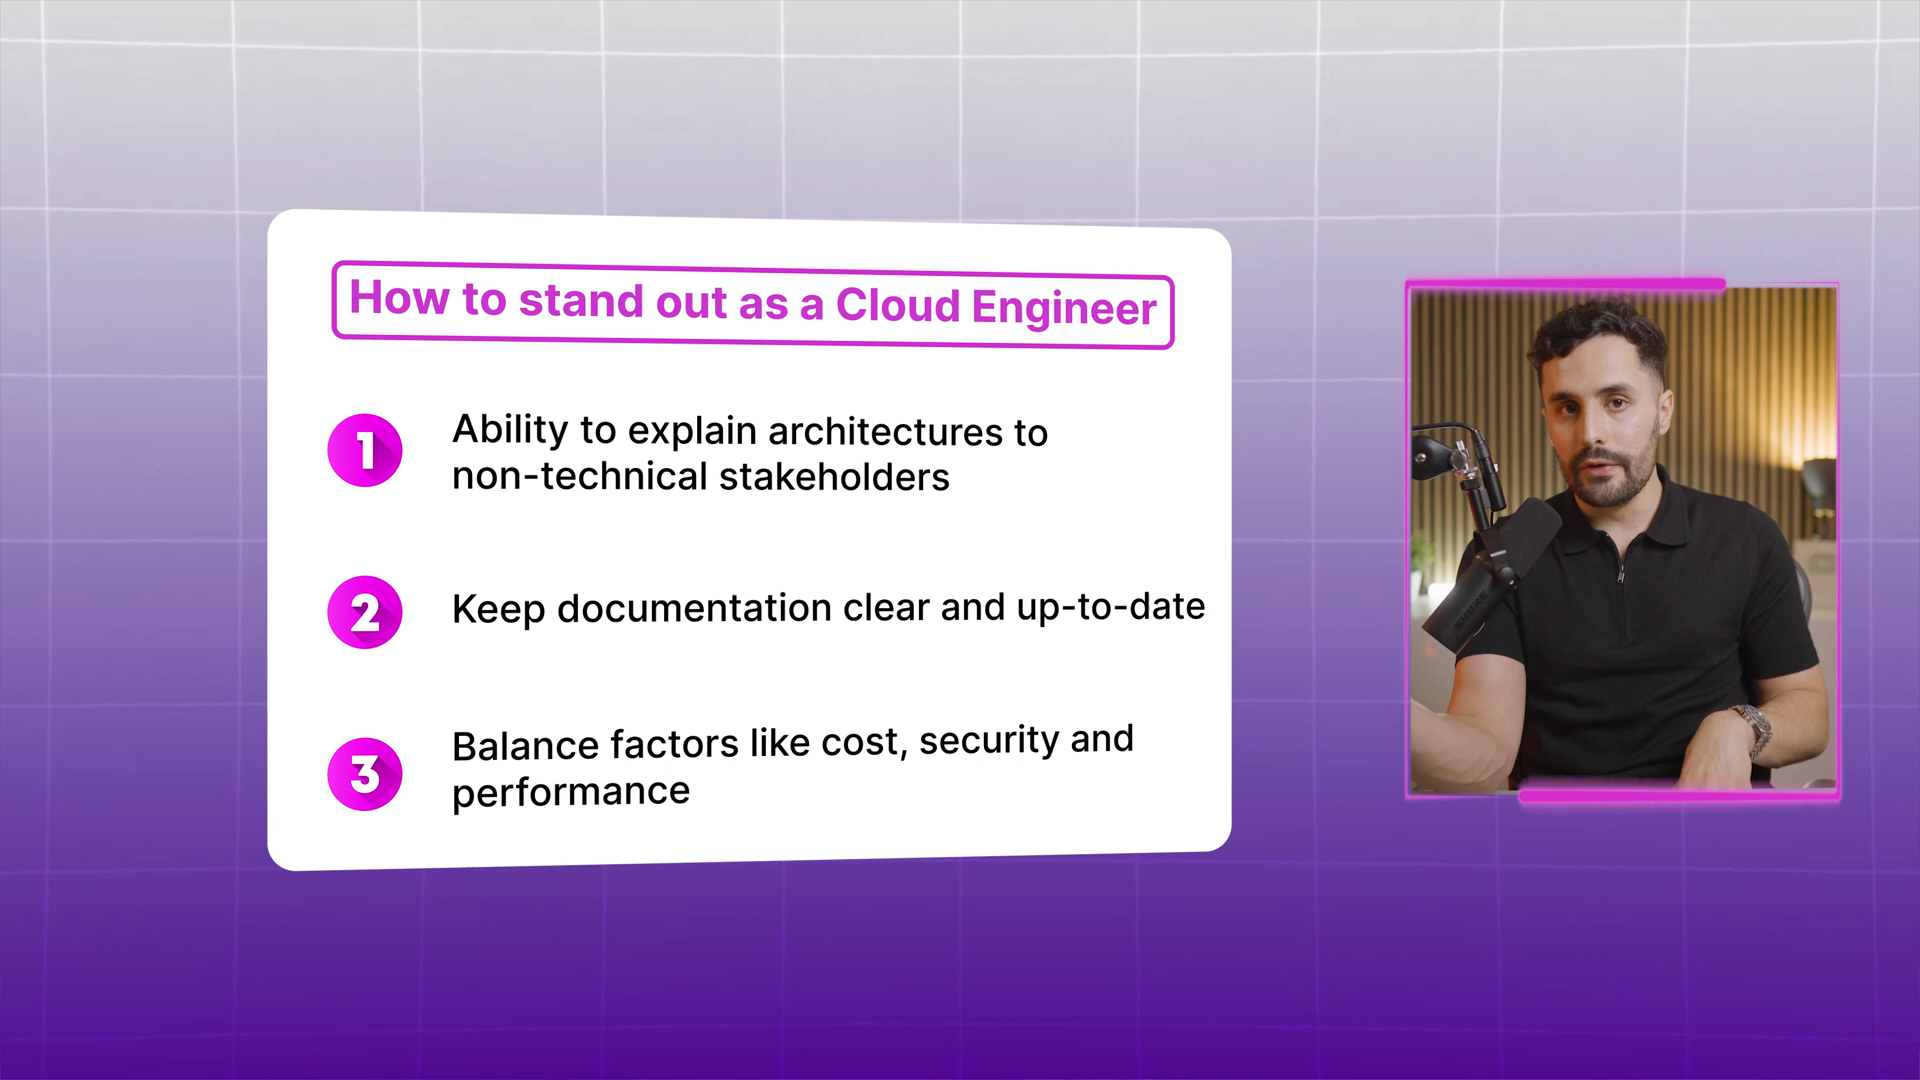 How to stand out as a Cloud Engineer
1
Ability to explain architectures to
non-technical stakeholders
2
Keep documentation clear and up-to-date
3
Balance factors like cost, security and
performance
SHURE